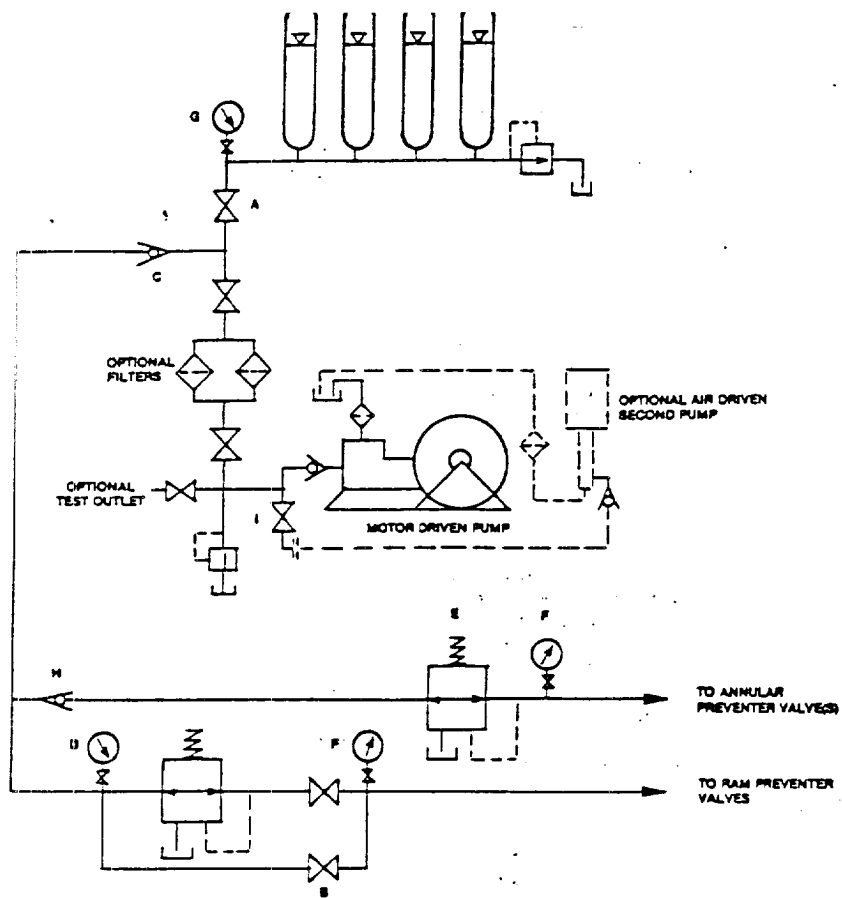 G
A
C
OPTIONAL
FILTERS
OPTIONAL AIR DRIVEN
SECOND PUMP
OPTIONAL
TEST OUTLET
I
MOTOR DRIVEN PUMP
E
F
H
TO ANNULAR
PREVENTER VALVE(S)
D
F
TO RAM PREVENTER
VALVES
B